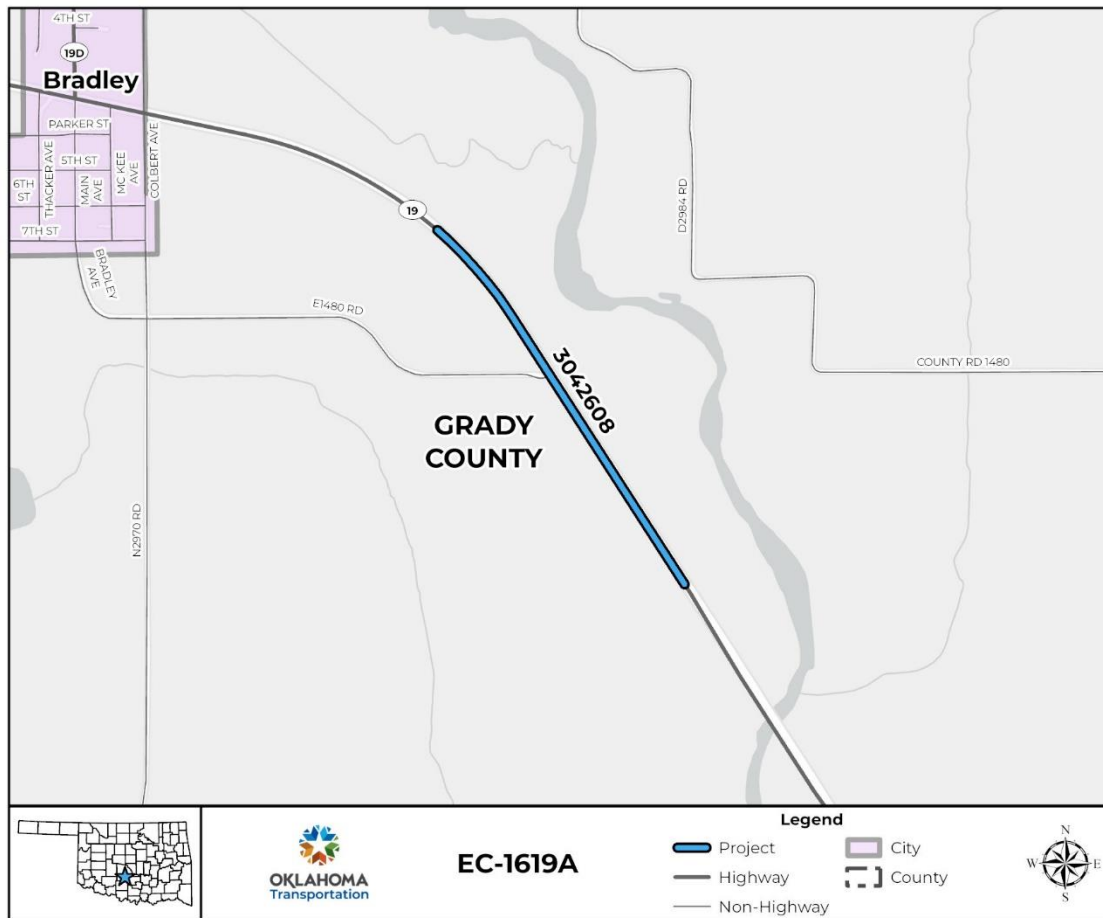 4TH ST
19D
Bradley
PARKER ST
5TH ST
6TH
ST
THACKER AVE
MAIN
AVE
MC KEE
AVE
COLBERT AVE
7TH ST
BRADLEY
AVE
19
D2984 RD
E1480 RD
COUNTY RD 1480
3042608
GRADY
COUNTY
N2970 RD
OKLAHOMA
Transportation
EC-1619A
Legend
Project
City
Highway
County
Non-Highway
N
W
E
S